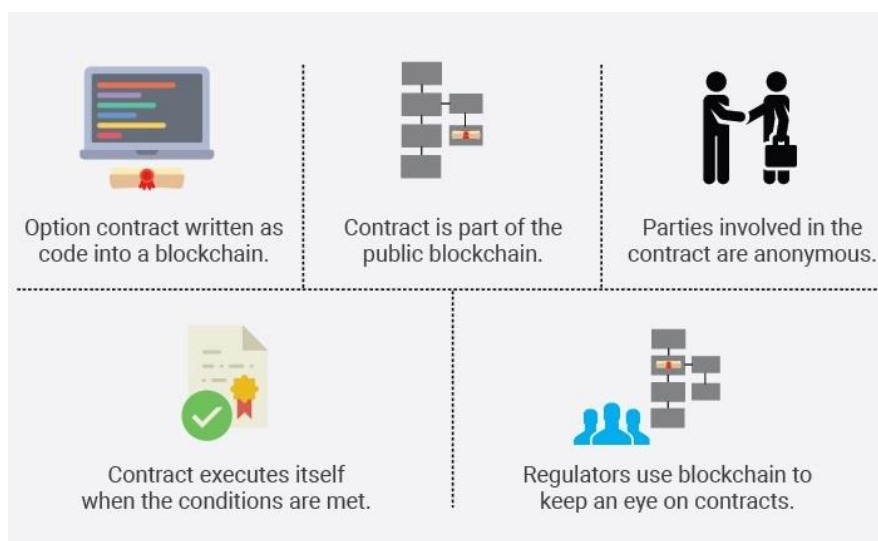 Option contract written as
code into a blockchain.
Contract is part of the
public blockchain.
Parties involved in the
contract are anonymous.
Contract executes itself
when the conditions are met.
Regulators use blockchain to
keep an eye on contracts.